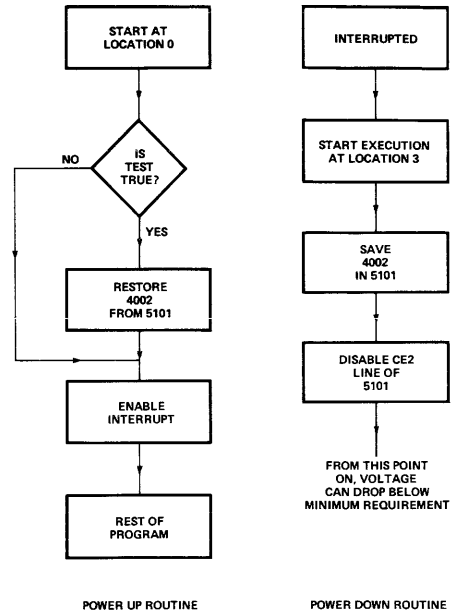 START AT
LOCATION 0
IS
TEST
TRUE?
NO
YES
RESTORE
4002
FROM 5101
ENABLE
INTERRUPT
REST OF
PROGRAM
POWER UP ROUTINE
INTERRUPTED
START EXECUTION
AT LOCATION 3
SAVE
4002
IN 5101
DISABLE CE2
LINE OF
5101
FROM THIS POINT
ON, VOLTAGE
CAN DROP BELOW
MINIMUM REQUIREMENT
POWER DOWN ROUTINE